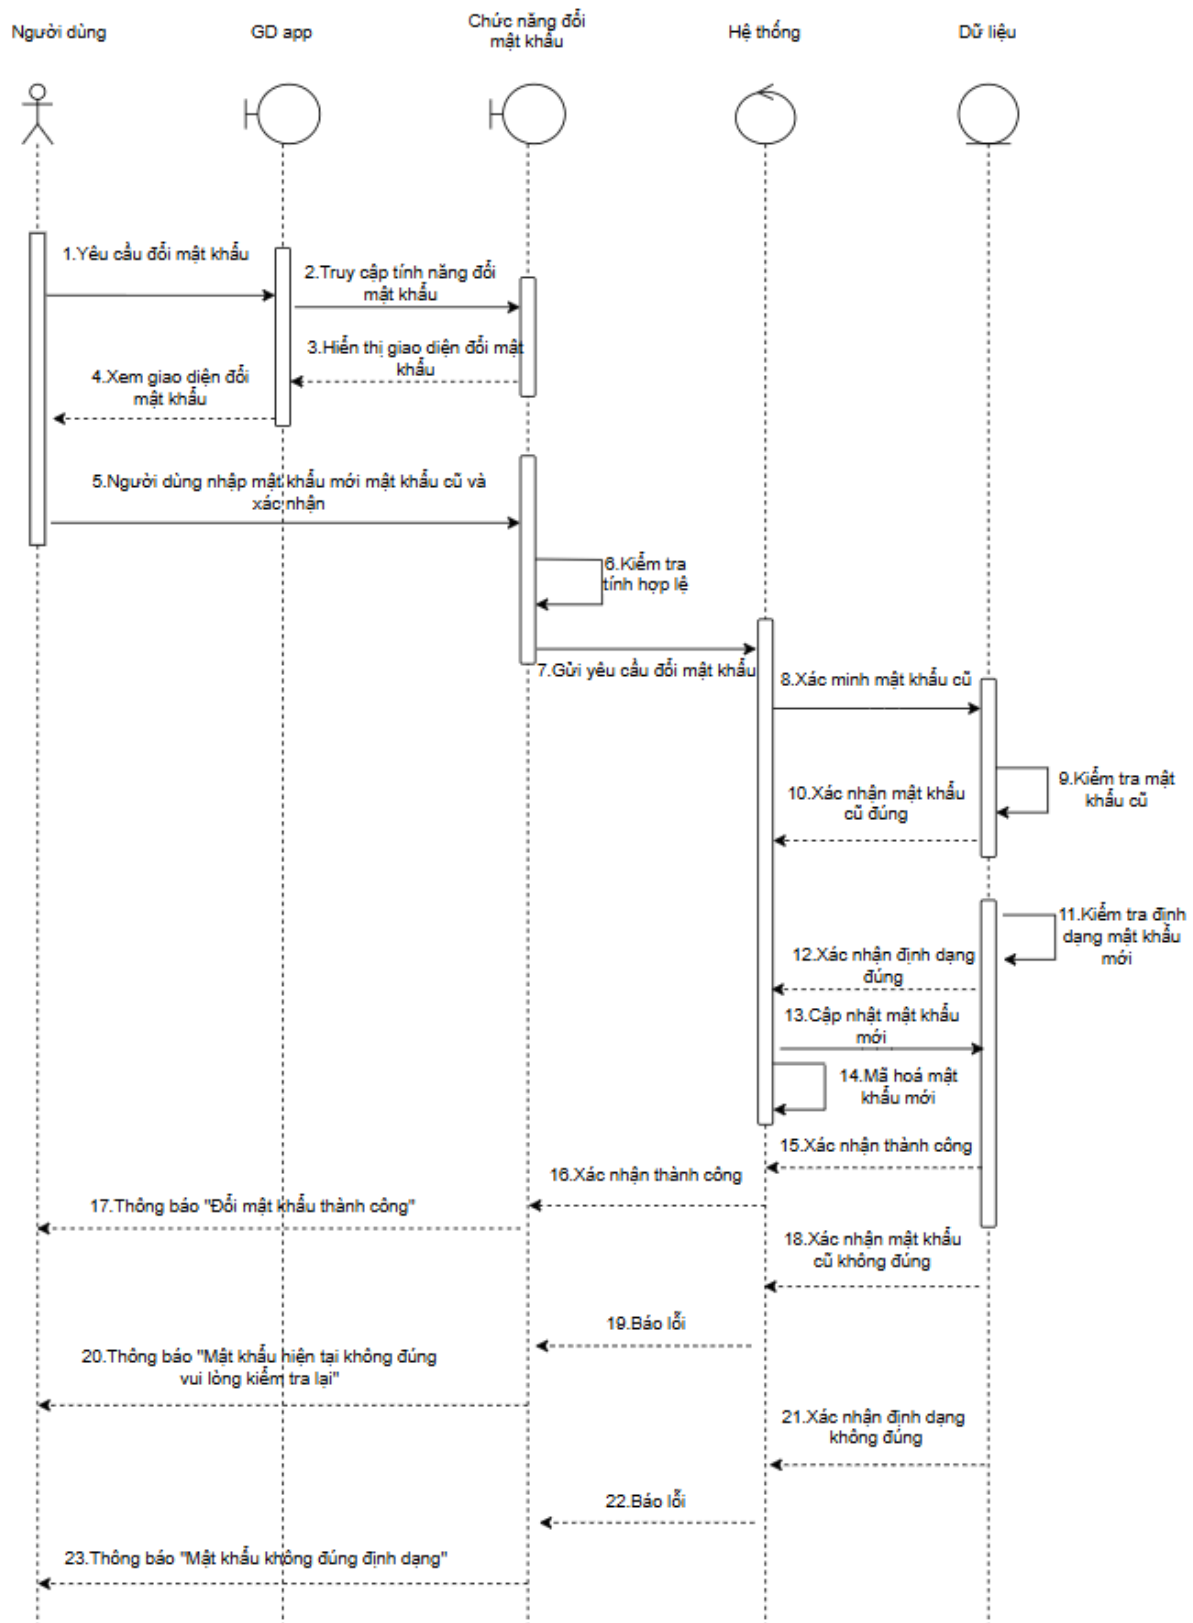 Người dùng
GD app
Chức năng đổi
mật khẩu
Hệ thống
Dữ liệu
1.Yêu cầu đổi mật khẩu
2.Truy cập tính năng đổi
mật khẩu
3.Hiển thị giao diện đổi mật
khẩu
4.Xem giao diện đổi
mật khẩu
5.Người dùng nhập mật khẩu mới mật khẩu cũ và
xác nhận
6.Kiểm tra
tính hợp lệ
7.Gửi yêu cầu đổi mật khẩu
8.Xác minh mật khẩu cũ
9.Kiểm tra mật
khẩu cũ
10.Xác nhận mật khẩu
cũ đúng
11.Kiểm tra định
dạng mật khẩu
mới
12.Xác nhận định dạng
đúng
13.Cập nhật mật khẩu
mới
14.Mã hoá mật
khẩu mới
15.Xác nhận thành công
16.Xác nhận thành công
17.Thông báo "Đổi mật khẩu thành công"
18.Xác nhận mật khẩu
cũ không đúng
19.Báo lỗi
20.Thông báo "Mật khẩu hiện tại không đúng
vui lòng kiểm tra lại"
21.Xác nhận định dạng
không đúng
22.Báo lỗi
23.Thông báo "Mật khẩu không đúng định dạng"